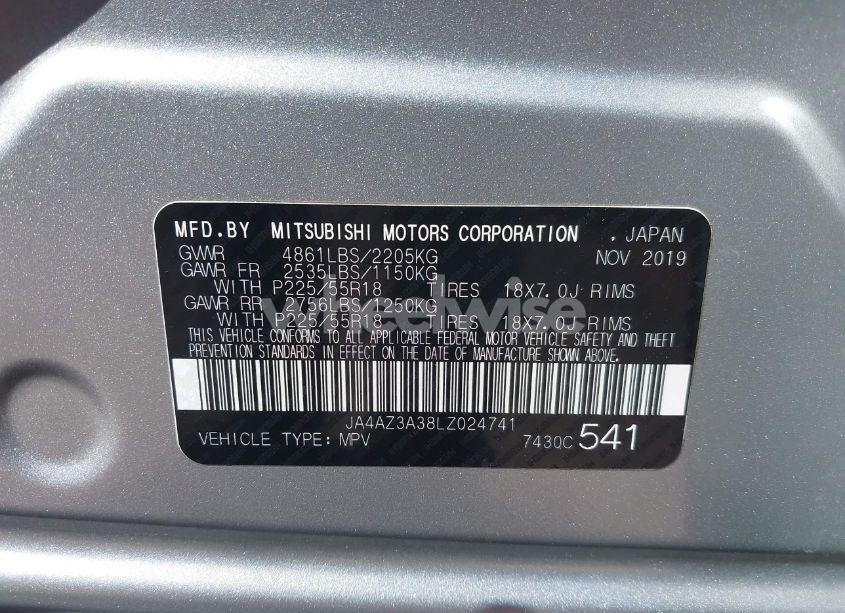 MFD.BY MITSUBISHI MOTORS CORPORATION , JAPAN
GVWR 4861LBS/2205KG NOV 2019
GAWR FR 2535LBS/1150KG
WITH P225/55R18 TIRES 18X7.0J RIMS
GAWR RR 2756LBS/1250KG
WITH P225/55R18 TIRES 18X7.0J RIMS
wheelwise
THIS VEHICLE CONFORMS TO ALL APPLICABLE FEDERAL MOTOR VEHICLE SAFETY AND THEFT
PREVENTION STANDARDS IN EFFECT ON THE DATE OF MANUFACTURE SHOWN ABOVE.
JA4AZ3A38LZ024741
VEHICLE TYPE: MPV 7430C 541